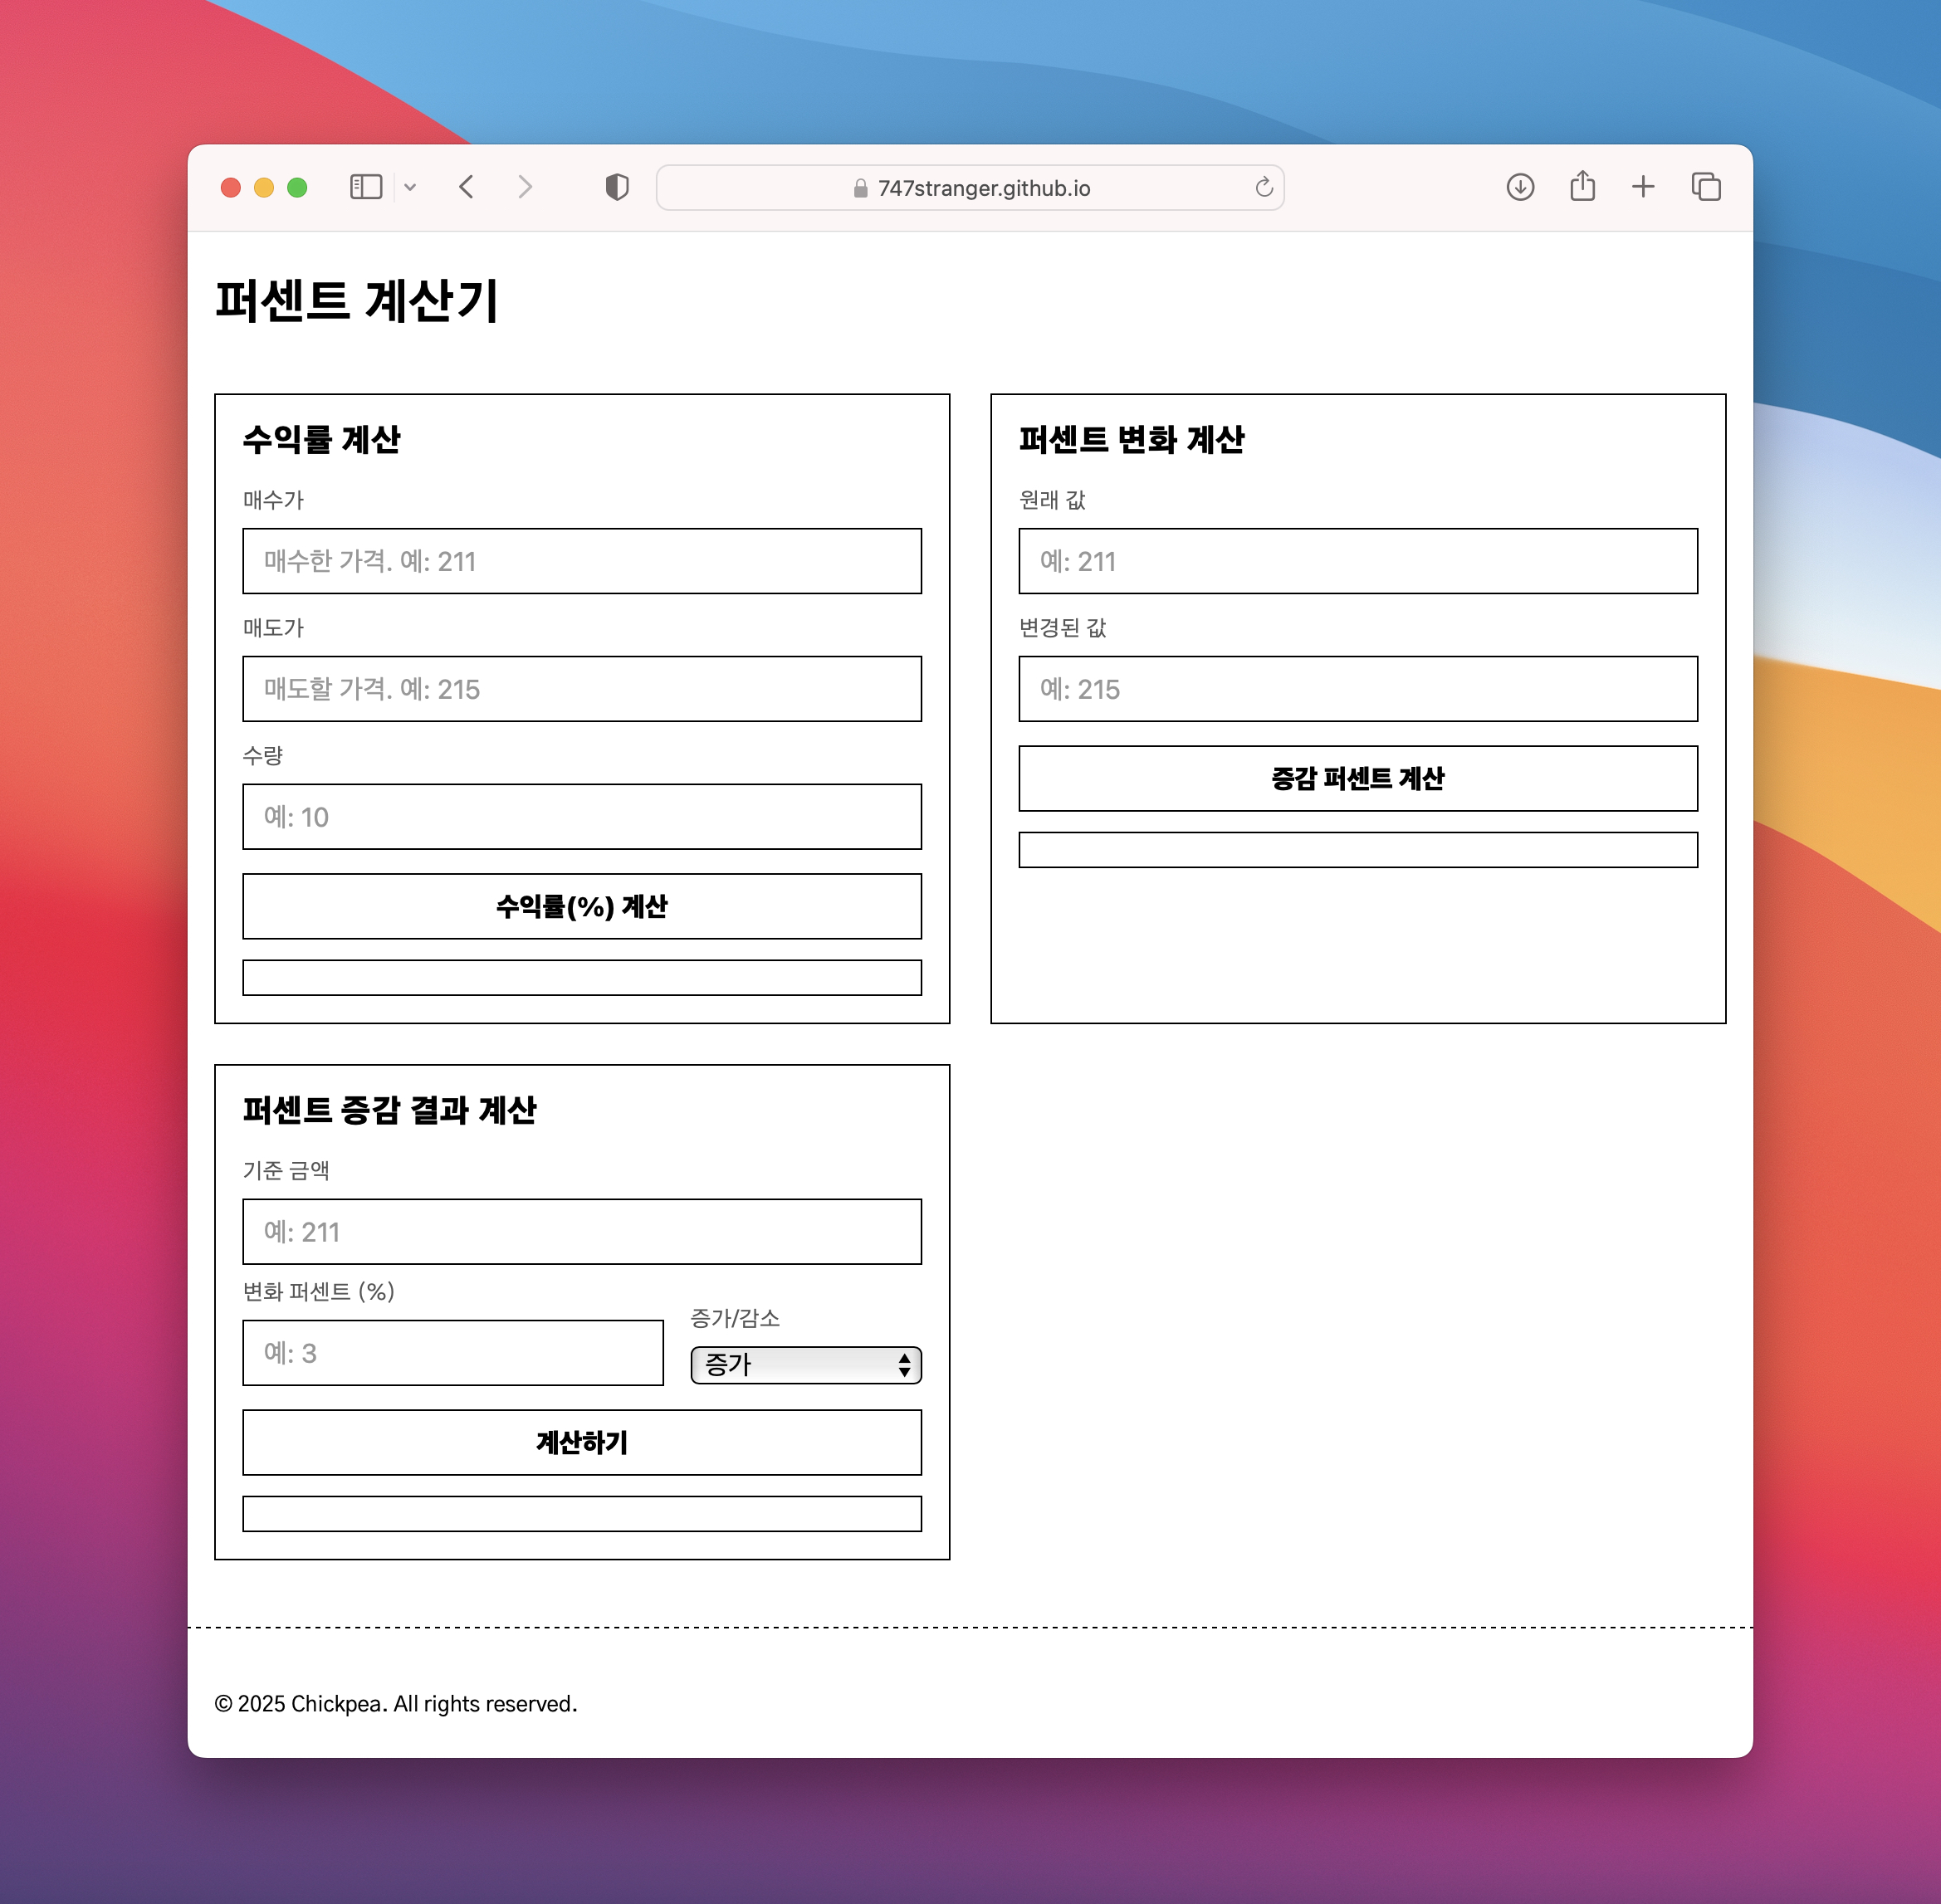 747stranger.github.io
퍼센트 계산기
수익률 계산
매수가
매수한 가격. 예: 211
매도가
매도할 가격. 예: 215
수량
예: 10
수익률(%) 계산
퍼센트 변화 계산
원래 값
예: 211
변경된 값
예: 215
증감 퍼센트 계산
퍼센트 증감 결과 계산
기준 금액
예: 211
변화 퍼센트 (%)
예: 3
증가/감소
증가
계산하기
© 2025 Chickpea. All rights reserved.